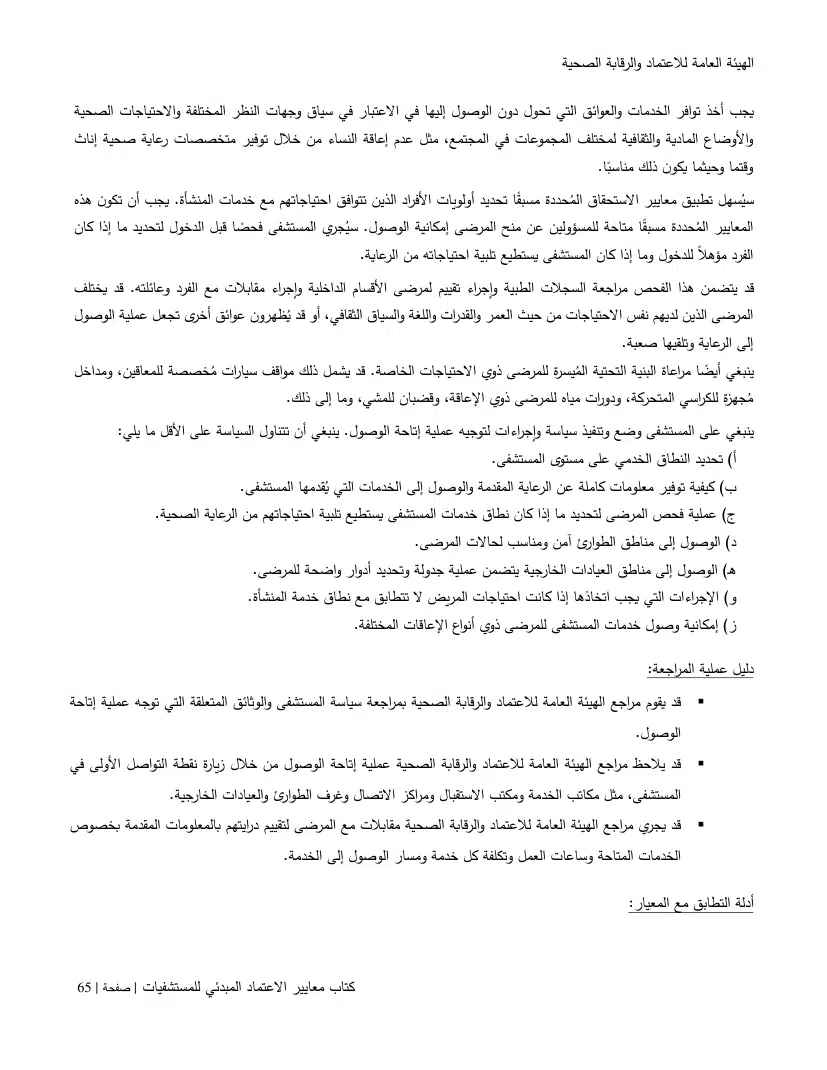 الهيئة العامة للاعتماد والرقابة الصحية
يجب أخذ توافر الخدمات والعوائق التي تحول دون الوصول إليها في الاعتبار في سياق وجهات النظر المختلفة والاحتياجات الصحية
والأوضاع المادية والثقافية لمختلف المجموعات في المجتمع، مثل عدم إعاقة النساء من خلال توفير متخصصات رعاية صحية إناث
وقتما وحيثما يكون ذلك مناسبًا.
سيُسهل تطبيق معايير الاستحقاق المُحددة مسبقًا تحديد أولويات الأفراد الذين تتوافق احتياجاتهم مع خدمات المنشأة. يجب أن تكون هذه
المعايير المُحددة مسبقًا متاحة للمسؤولين عن منح المرضى إمكانية الوصول. سيُجري المستشفى فحصًا قبل الدخول لتحديد ما إذا كان
الفرد مؤهلاً للدخول وما إذا كان المستشفى يستطيع تلبية احتياجاته من الرعاية.
قد يتضمن هذا الفحص مراجعة السجلات الطبية وإجراء تقييم لمرضى الأقسام الداخلية وإجراء مقابلات مع الفرد وعائلته. قد يختلف
المرضى الذين لديهم نفس الاحتياجات من حيث العمر والقدرات واللغة والسياق الثقافي، أو قد يُظهرون عوائق أخرى تجعل عملية الوصول
إلى الرعاية وتلقيها صعبة.
ينبغي أيضًا مراعاة البنية التحتية المُيسرة للمرضى ذوي الاحتياجات الخاصة. قد يشمل ذلك مواقف سيارات مُخصصة للمعاقين، ومداخل
مُجهزة للكراسي المتحركة، ودورات مياه للمرضى ذوي الإعاقة، وقضبان للمشي، وما إلى ذلك.
ينبغي على المستشفى وضع وتنفيذ سياسة وإجراءات لتوجيه عملية إتاحة الوصول. ينبغي أن تتناول السياسة على الأقل ما يلي:
أ) تحديد النطاق الخدمي على مستوى المستشفى.
ب) كيفية توفير معلومات كاملة عن الرعاية المقدمة والوصول إلى الخدمات التي يُقدمها المستشفى.
ج) عملية فحص المرضى لتحديد ما إذا كان نطاق خدمات المستشفى يستطيع تلبية احتياجاتهم من الرعاية الصحية.
د) الوصول إلى مناطق الطوارئ آمن ومناسب لحالات المرضى.
هـ) الوصول إلى مناطق العيادات الخارجية يتضمن عملية جدولة وتحديد أدوار واضحة للمرضى.
و) الإجراءات التي يجب اتخاذها إذا كانت احتياجات المريض لا تتطابق مع نطاق خدمة المنشأة.
ز) إمكانية وصول خدمات المستشفى للمرضى ذوي أنواع الإعاقات المختلفة.
دليل عملية المراجعة:
▪ قد يقوم مراجع الهيئة العامة للاعتماد والرقابة الصحية بمراجعة سياسة المستشفى والوثائق المتعلقة التي توجه عملية إتاحة
الوصول.
▪ قد يلاحظ مراجع الهيئة العامة للاعتماد والرقابة الصحية عملية إتاحة الوصول من خلال زيارة نقطة التواصل الأولى في
المستشفى، مثل مكاتب الخدمة ومكتب الاستقبال ومراكز الاتصال وغرف الطوارئ والعيادات الخارجية.
▪ قد يجري مراجع الهيئة العامة للاعتماد والرقابة الصحية مقابلات مع المرضى لتقييم درايتهم بالمعلومات المقدمة بخصوص
الخدمات المتاحة وساعات العمل وتكلفة كل خدمة ومسار الوصول إلى الخدمة.
أدلة التطابق مع المعيار:
كتاب معايير الاعتماد المبدئي للمستشفيات | صفحة | 65